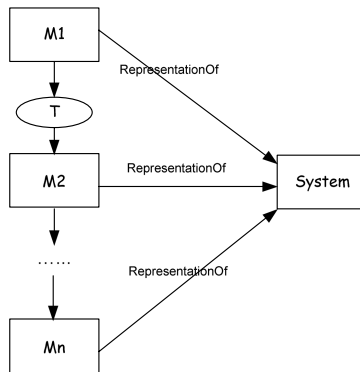 M1
RepresentationOf
T
RepresentationOf
M2
System
......
RepresentationOf
Mn